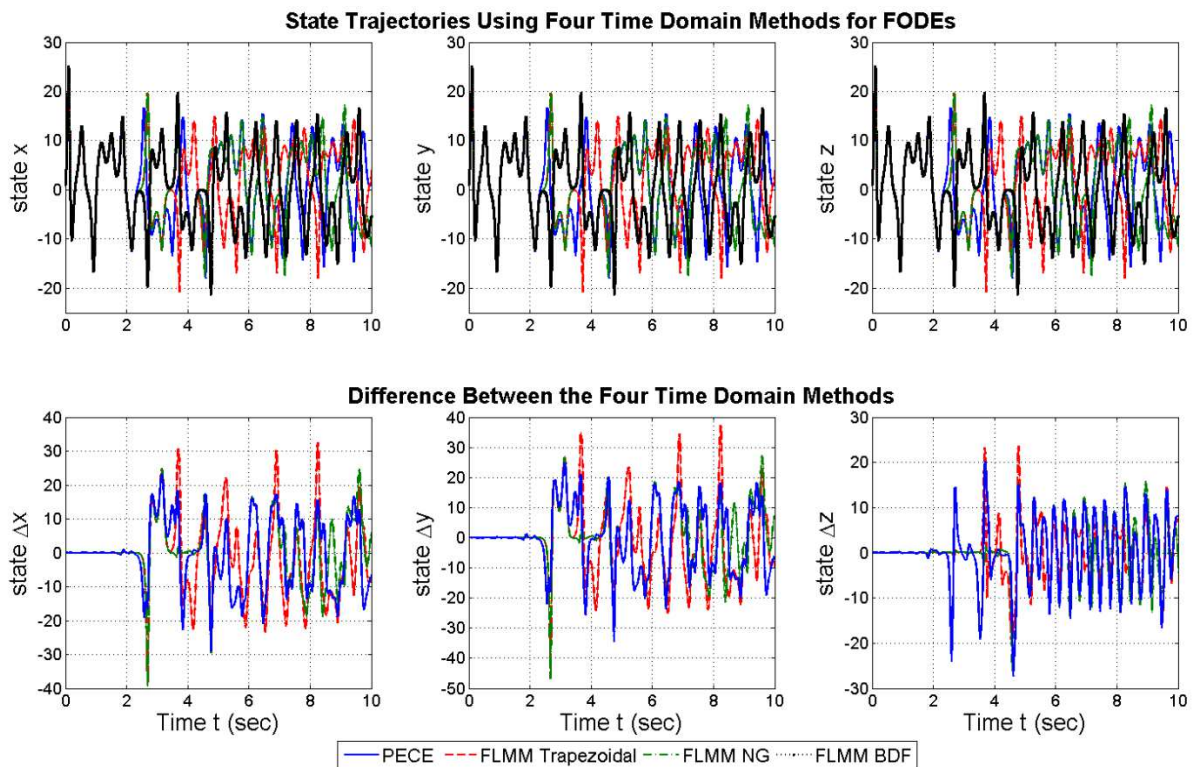 State Trajectories Using Four Time Domain Methods for FODEs
30
20
10
0
-10
-20
state x
0 2 4 6 8 10
30
20
10
0
-10
-20
state y
0 2 4 6 8 10
30
20
10
0
-10
-20
state z
0 2 4 6 8 10
Difference Between the Four Time Domain Methods
40
30
20
10
0
-10
-20
-30
-40
state Δx
0 2 4 6 8 10
Time t (sec)
40
30
20
10
0
-10
-20
-30
-40
-50
state Δy
0 2 4 6 8 10
Time t (sec)
30
20
10
0
-10
-20
-30
state Δz
0 2 4 6 8 10
Time t (sec)
PECE FLMM Trapezoidal FLMM NG FLMM BDF